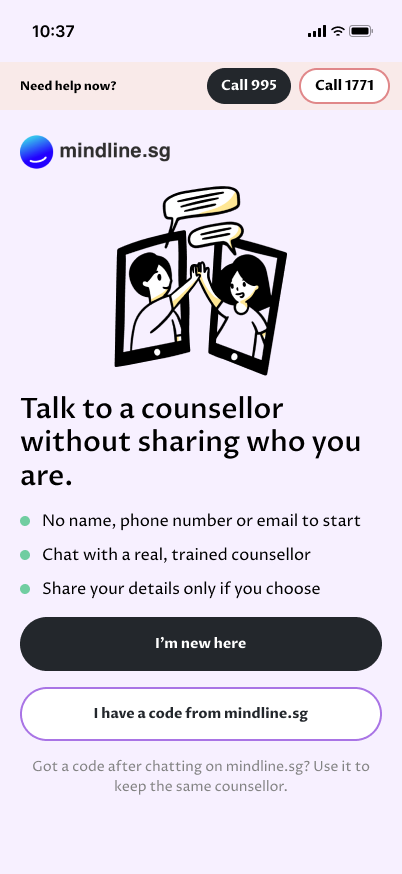 10:37
Need help now?
Call 995
Call 1771
mindline.sg
Talk to a counsellor
without sharing who you
are.
No name, phone number or email to start
Chat with a real, trained counsellor
Share your details only if you choose
I'm new here
I have a code from mindline.sg
Got a code after chatting on mindline.sg? Use it to
keep the same counsellor.